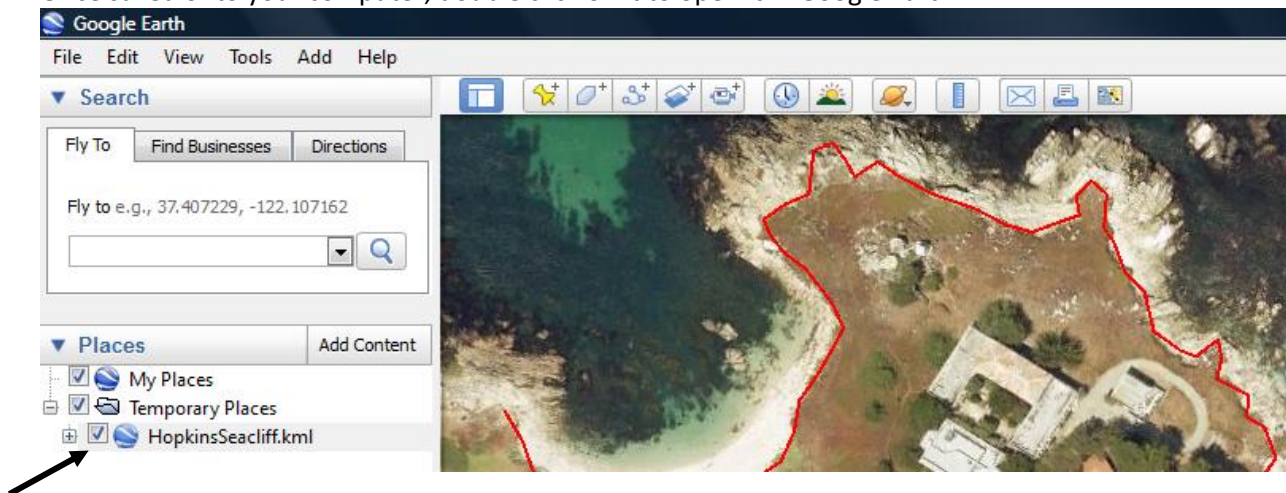 Google Earth
File Edit View Tools Add Help
Search
Fly To Find Businesses Directions
Fly to e.g., 37.407229, -122.107162
Places Add Content
My Places
Temporary Places
HopkinsSeacliff.kml